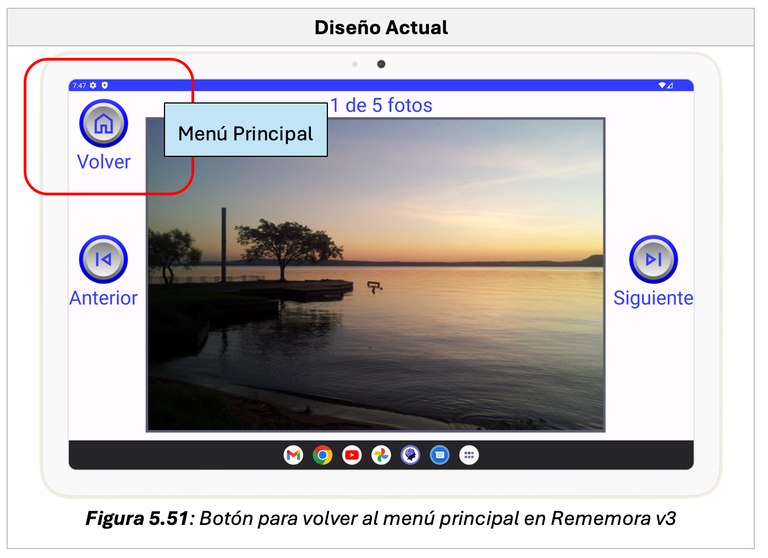 Diseño Actual
7:47
1 de 5 fotos
Menú Principal
Volver
Anterior
Siguiente
Figura 5.51: Botón para volver al menú principal en Rememora v3